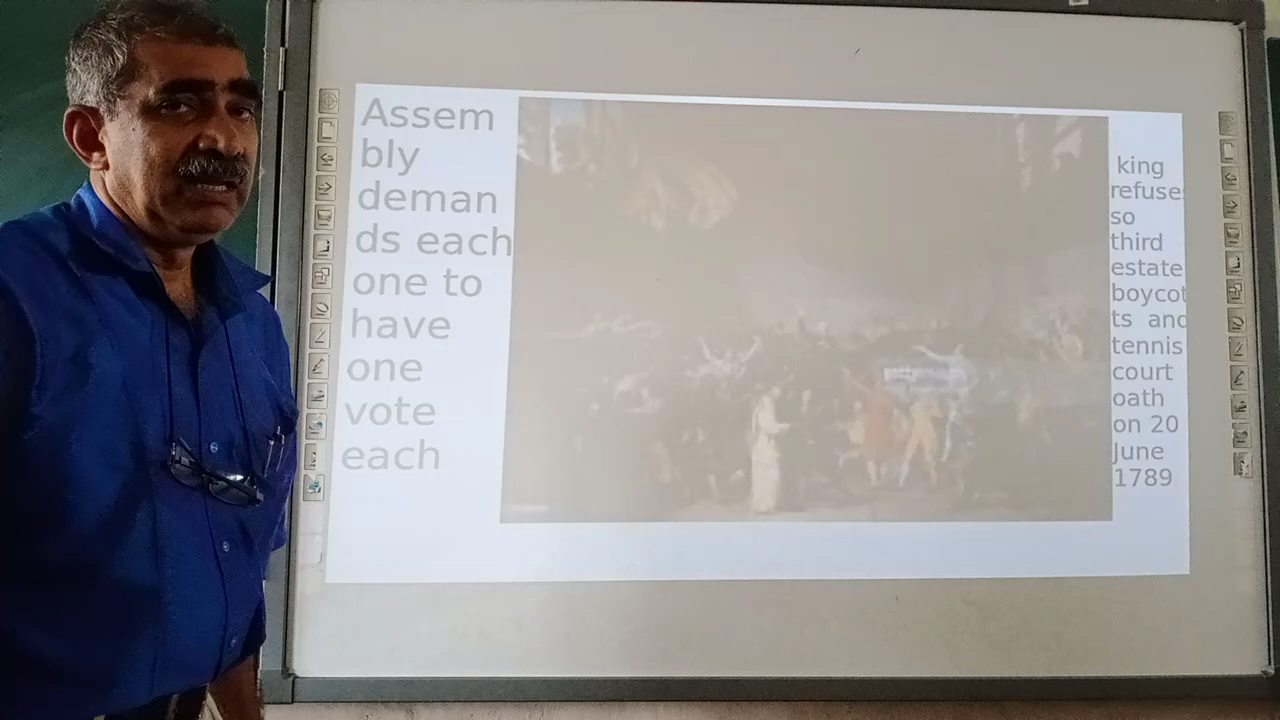 Assem
bly
deman
ds each
one to
have
one
vote
each
king
refuses
so
third
estate
boycot
ts and
tennis
court
oath
on 20
June
1789